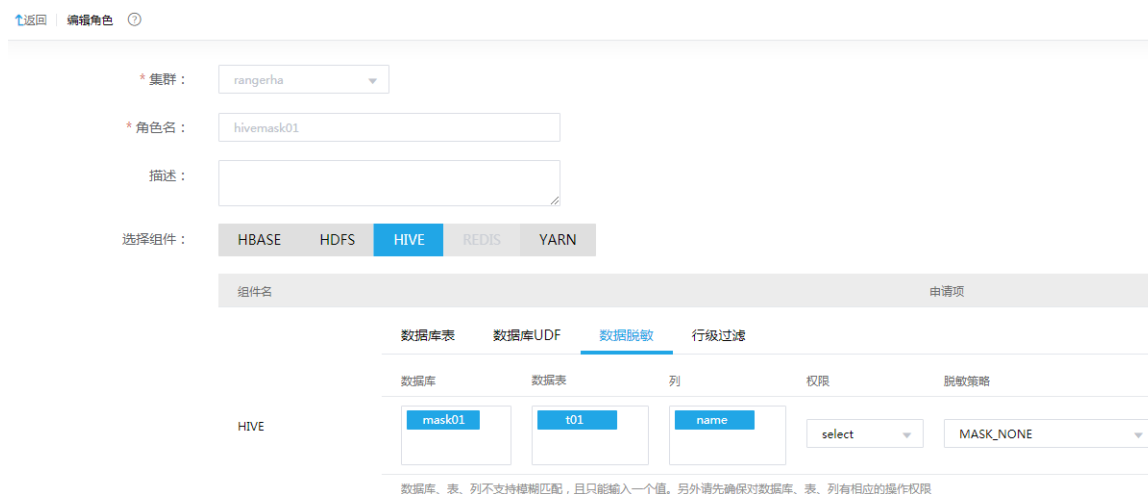 返回 编辑角色 ?
* 集群： rangerha
* 角色名： hivemask01
描述：
选择组件： HBASE HDFS HIVE REDIS YARN
组件名 申请项
数据库表 数据库UDF 数据脱敏 行级过滤
数据库 数据表 列 权限 脱敏策略
HIVE mask01 t01 name select MASK_NONE
数据库、表、列不支持模糊匹配，且只能输入一个值。另外请先确保对数据库、表、列有相应的操作权限